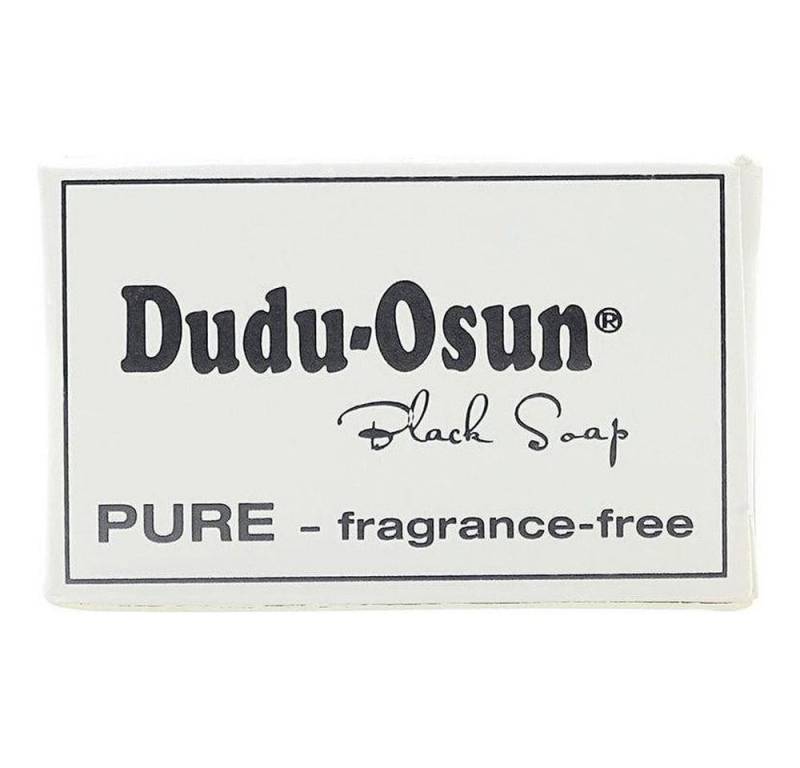 Dudu-Osun®
Black Soap
PURE - fragrance-free